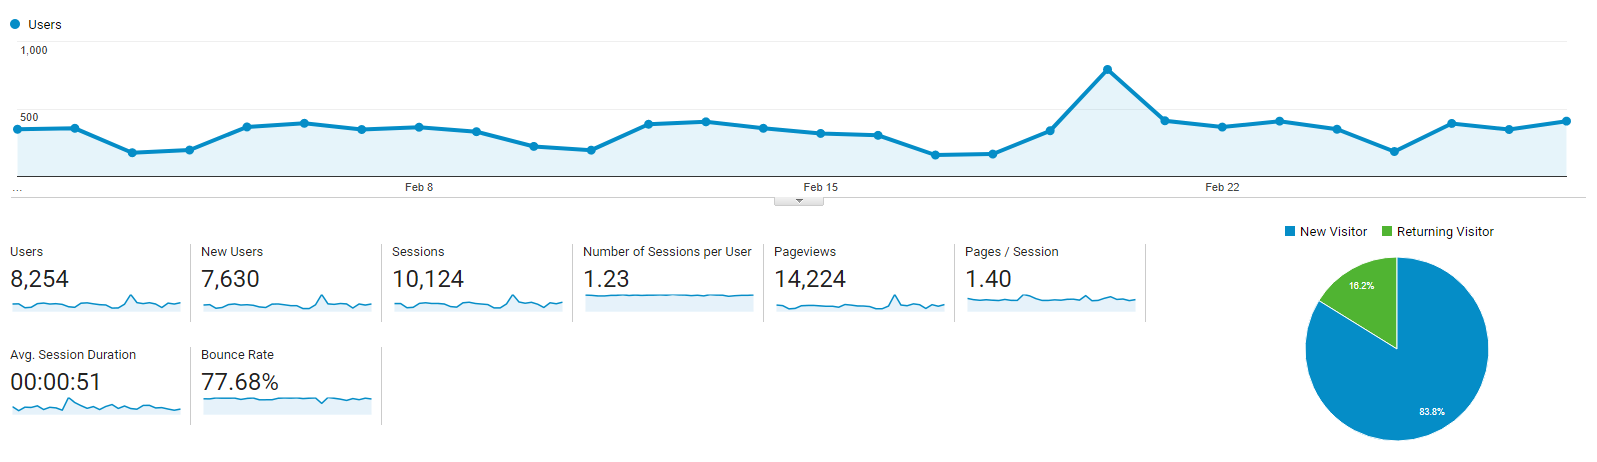 Users
1,000
500
...
Feb 8
Feb 15
Feb 22
New Visitor
Returning Visitor
Users
8,254
New Users
7,630
Sessions
10,124
Number of Sessions per User
1.23
Pageviews
14,224
Pages / Session
1.40
Avg. Session Duration
00:00:51
Bounce Rate
77.68%
16.2%
83.8%